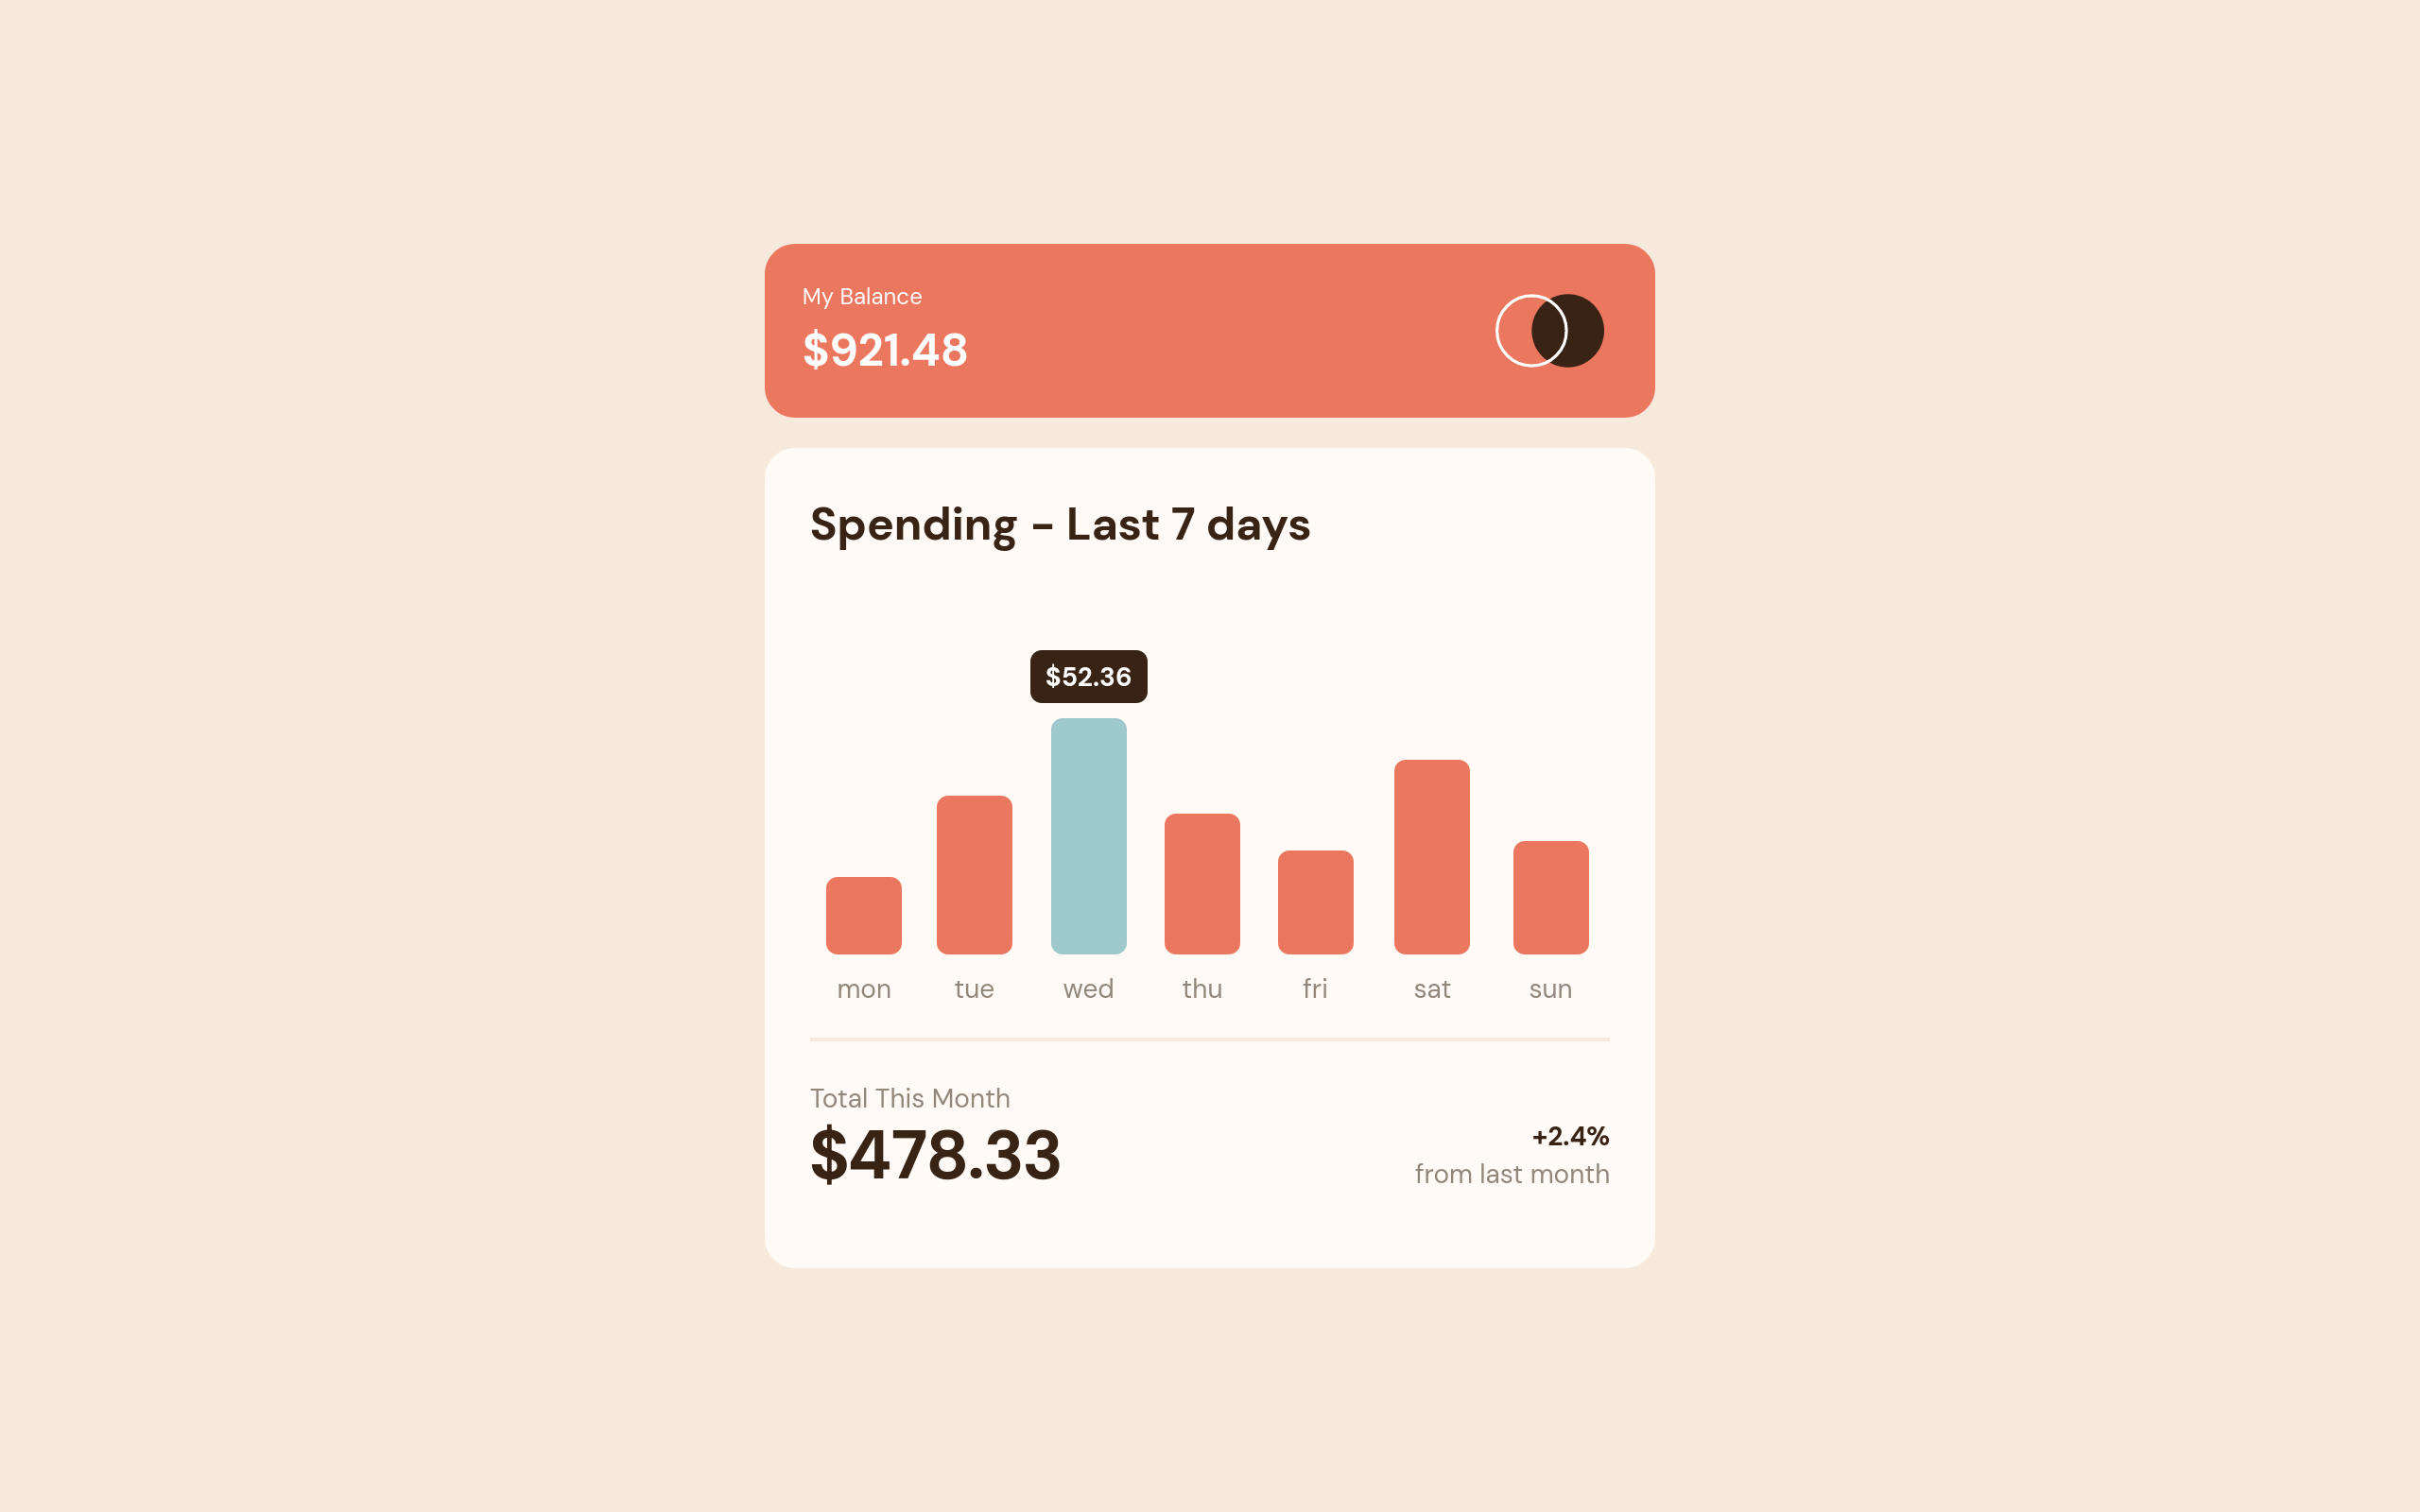 My Balance
$921.48
Spending - Last 7 days
$52.36
mon tue wed thu fri sat sun
Total This Month
$478.33
+2.4%
from last month